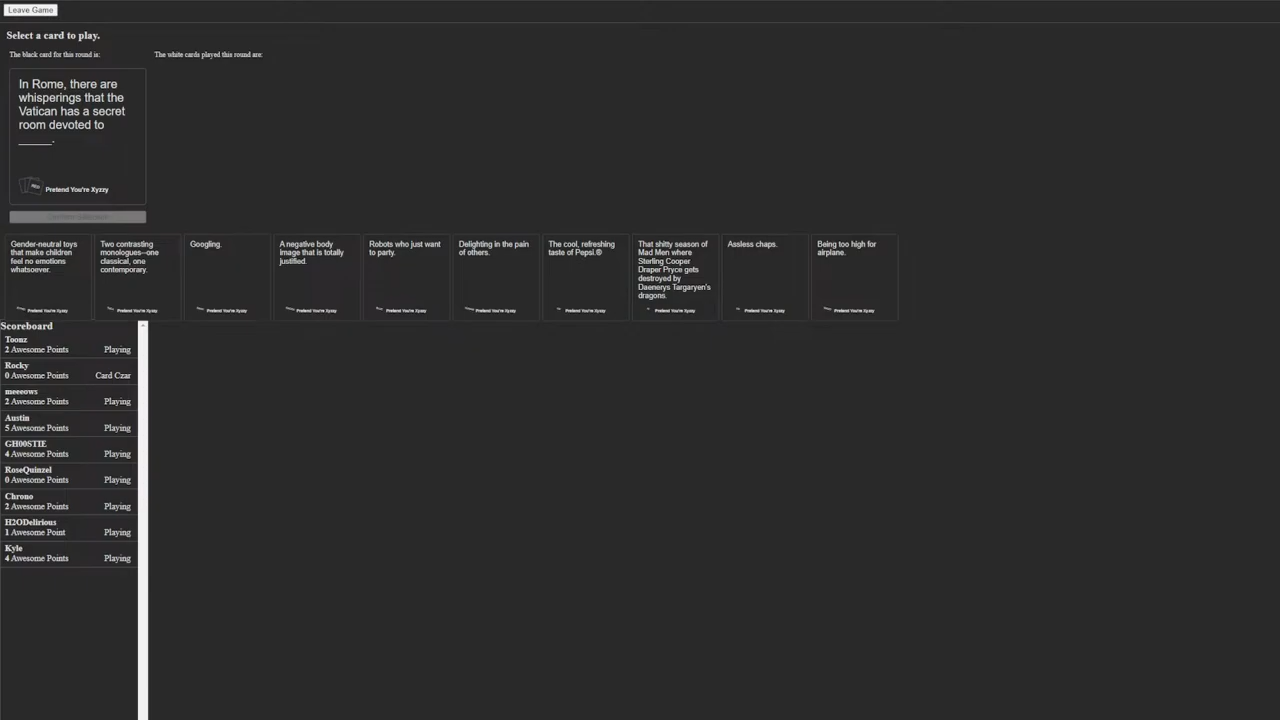 Leave Game
Select a card to play.
The black card for this round is:
The white cards played this round are:
In Rome, there are
whisperings that the
Vatican has a secret
room devoted to
_____.
Pretend You're Xyzzy
Gender-neutral toys
that make children
feel no emotions
whatsoever.
Pretend You're Xyzzy
Two contrasting
monologues--one
classical, one
contemporary.
Pretend You're Xyzzy
Googling.
Pretend You're Xyzzy
A negative body
image that is totally
justified.
Pretend You're Xyzzy
Robots who just want
to party.
Pretend You're Xyzzy
Delighting in the pain
of others.
Pretend You're Xyzzy
The cool, refreshing
taste of Pepsi.®
Pretend You're Xyzzy
That shitty season of
Mad Men where
Sterling Cooper
Draper Pryce gets
destroyed by
Daenerys Targaryen's
dragons.
Pretend You're Xyzzy
Assless chaps.
Pretend You're Xyzzy
Being too high for
airplane.
Pretend You're Xyzzy
Scoreboard
Toonz
2 Awesome Points Playing
Rocky
0 Awesome Points Card Czar
meeeows
2 Awesome Points Playing
Austin
5 Awesome Points Playing
GH00STIE
4 Awesome Points Playing
RoseQuinzel
0 Awesome Points Playing
Chrono
2 Awesome Points Playing
H2ODelirious
1 Awesome Point Playing
Kyle
4 Awesome Points Playing